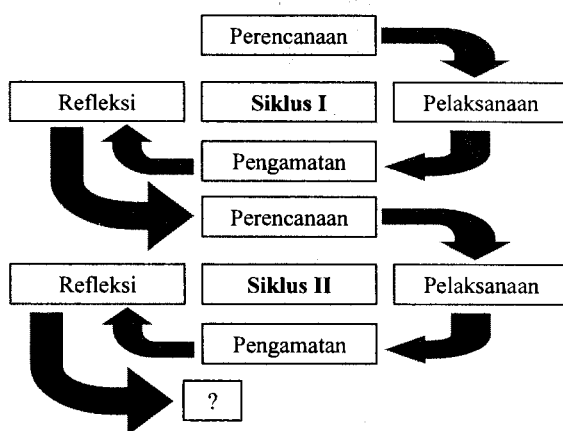 Perencanaan
Refleksi
Siklus I
Pelaksanaan
Pengamatan
Perencanaan
Refleksi
Siklus II
Pelaksanaan
Pengamatan
?